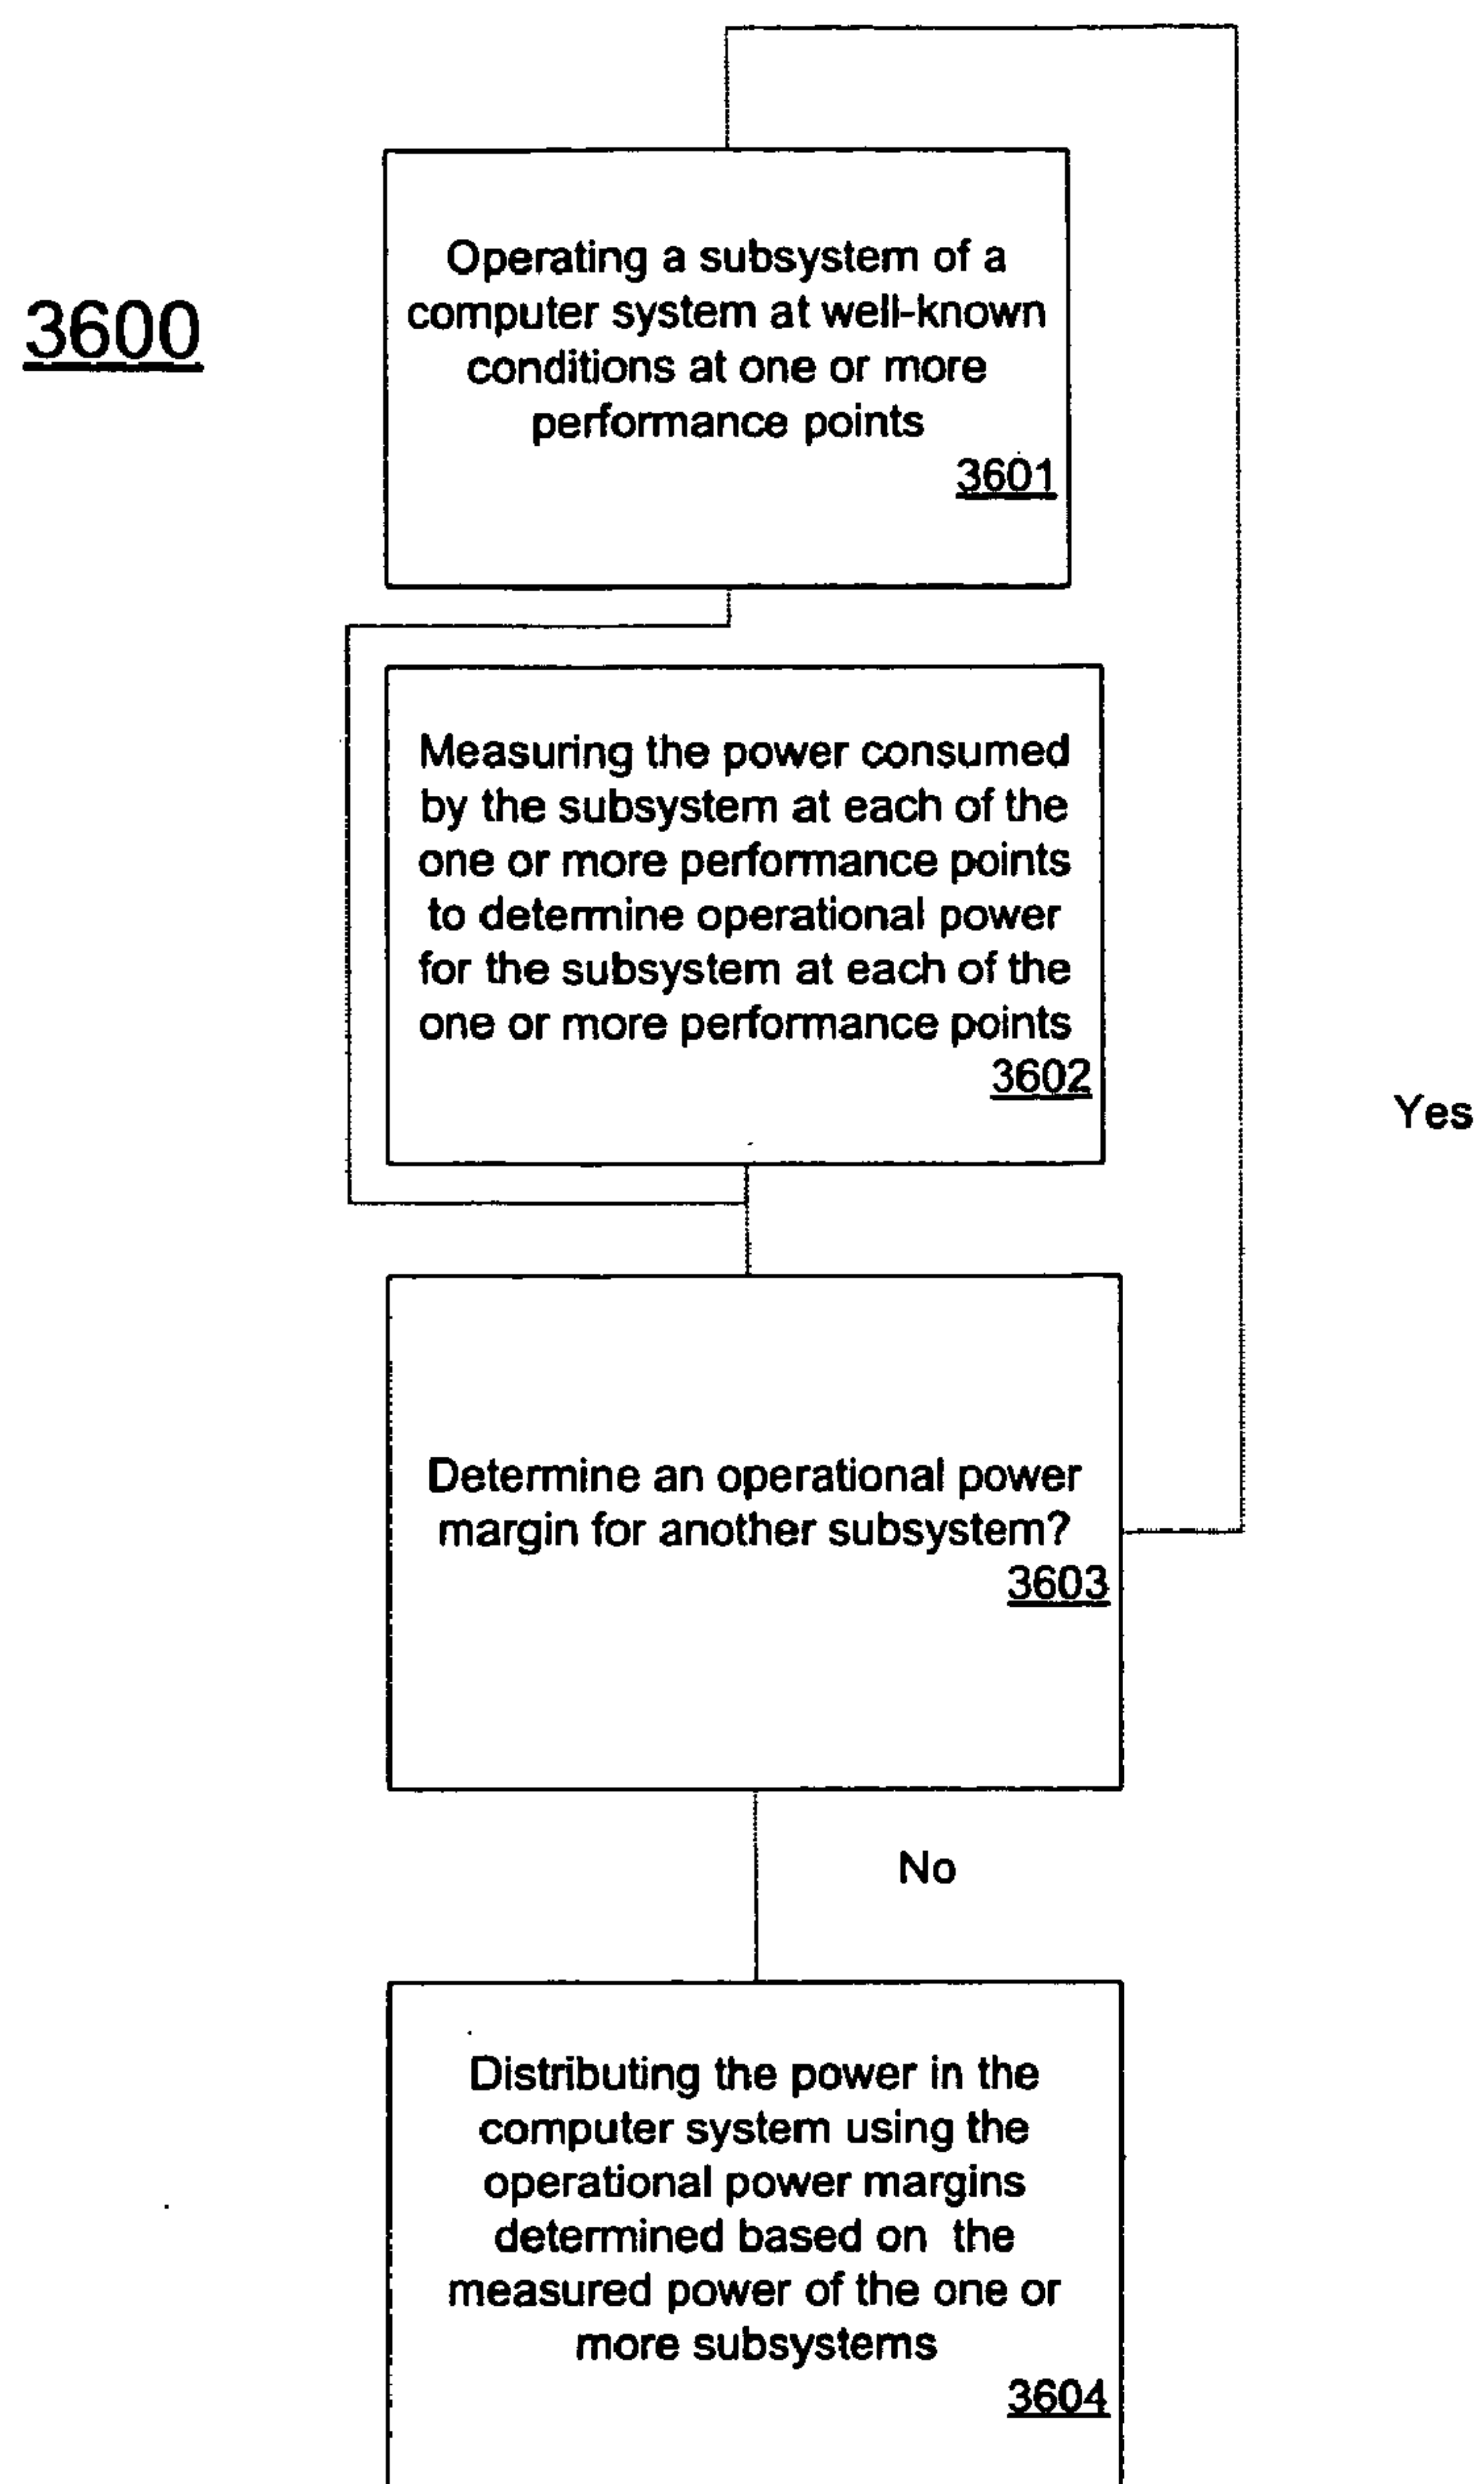 3600
Operating a subsystem of a
computer system at well-known
conditions at one or more
performance points
3601
Measuring the power consumed
by the subsystem at each of the
one or more performance points
to determine operational power
for the subsystem at each of the
one or more performance points
3602
Yes
Determine an operational power
margin for another subsystem?
3603
No
Distributing the power in the
computer system using the
operational power margins
determined based on the
measured power of the one or
more subsystems
3604